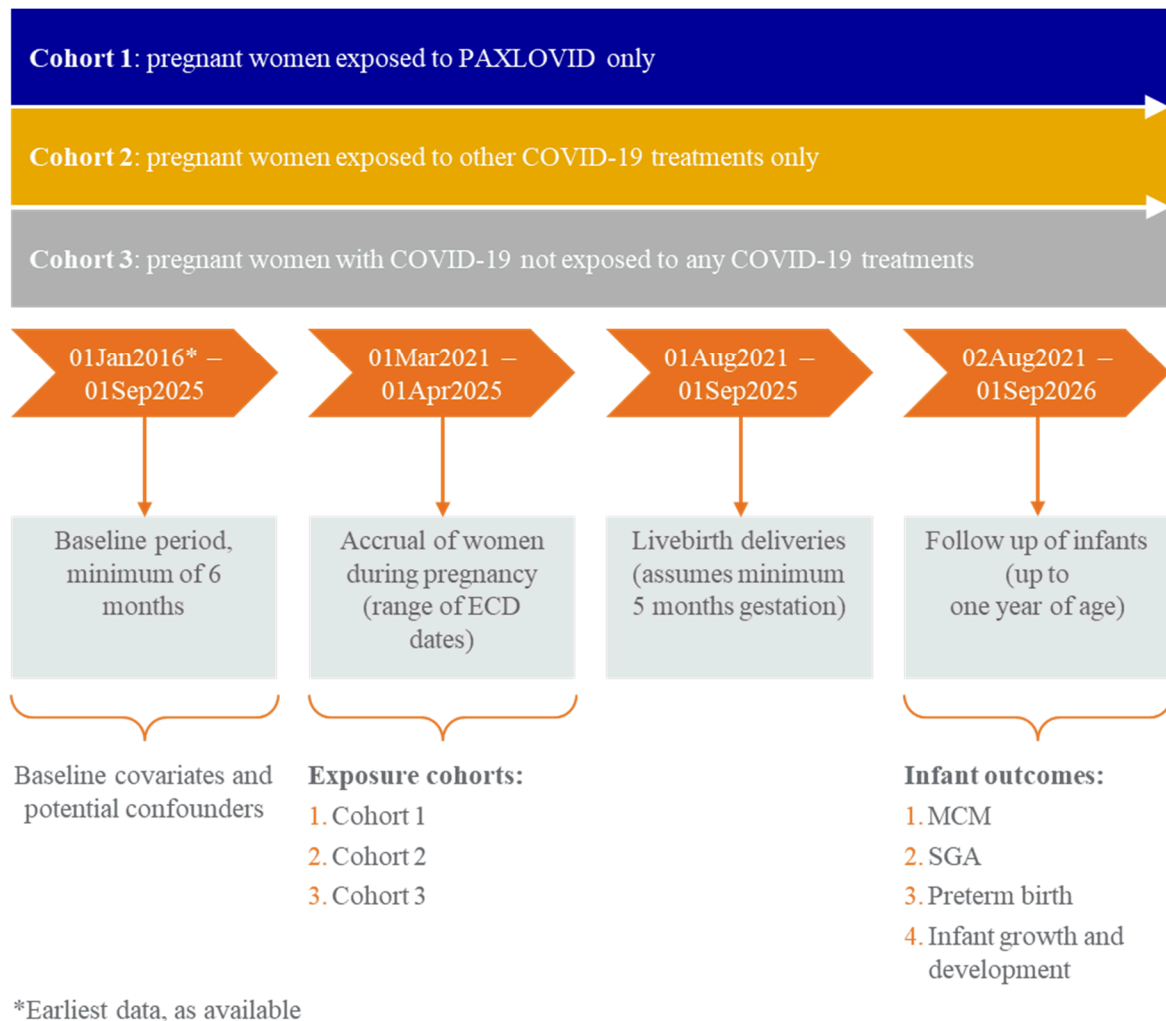 Cohort 1: pregnant women exposed to PAXLOVID only
Cohort 2: pregnant women exposed to other COVID-19 treatments only
Cohort 3: pregnant women with COVID-19 not exposed to any COVID-19 treatments
01Jan2016* –
01Sep2025
01Mar2021 –
01Apr2025
01Aug2021 –
01Sep2025
02Aug2021 –
01Sep2026
Baseline period,
minimum of 6
months
Accrual of women
during pregnancy
(range of ECD
dates)
Livebirth deliveries
(assumes minimum
5 months gestation)
Follow up of infants
(up to
one year of age)
Baseline covariates and
potential confounders
Exposure cohorts:
1. Cohort 1
2. Cohort 2
3. Cohort 3
Infant outcomes:
1. MCM
2. SGA
3. Preterm birth
4. Infant growth and
development
*Earliest data, as available